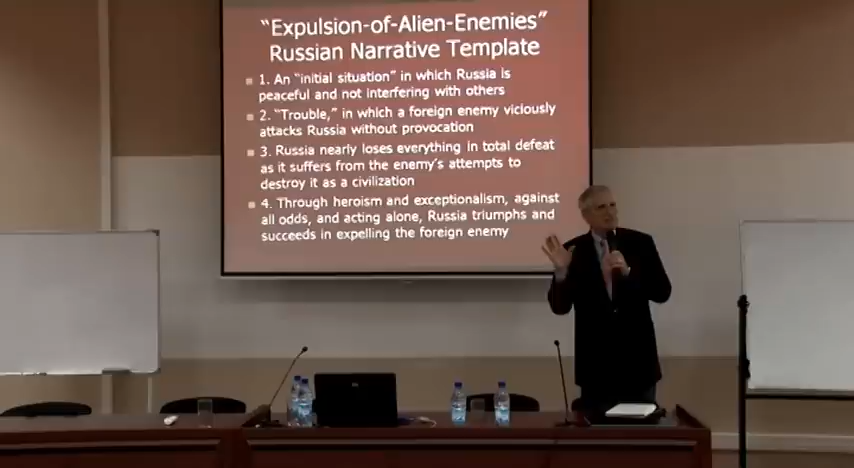 “Expulsion-of-Alien-Enemies”
Russian Narrative Template
1. An “initial situation” in which Russia is
peaceful and not interfering with others
2. “Trouble,” in which a foreign enemy viciously
attacks Russia without provocation
3. Russia nearly loses everything in total defeat
as it suffers from the enemy’s attempts to
destroy it as a civilization
4. Through heroism and exceptionalism, against
all odds, and acting alone, Russia triumphs and
succeeds in expelling the foreign enemy